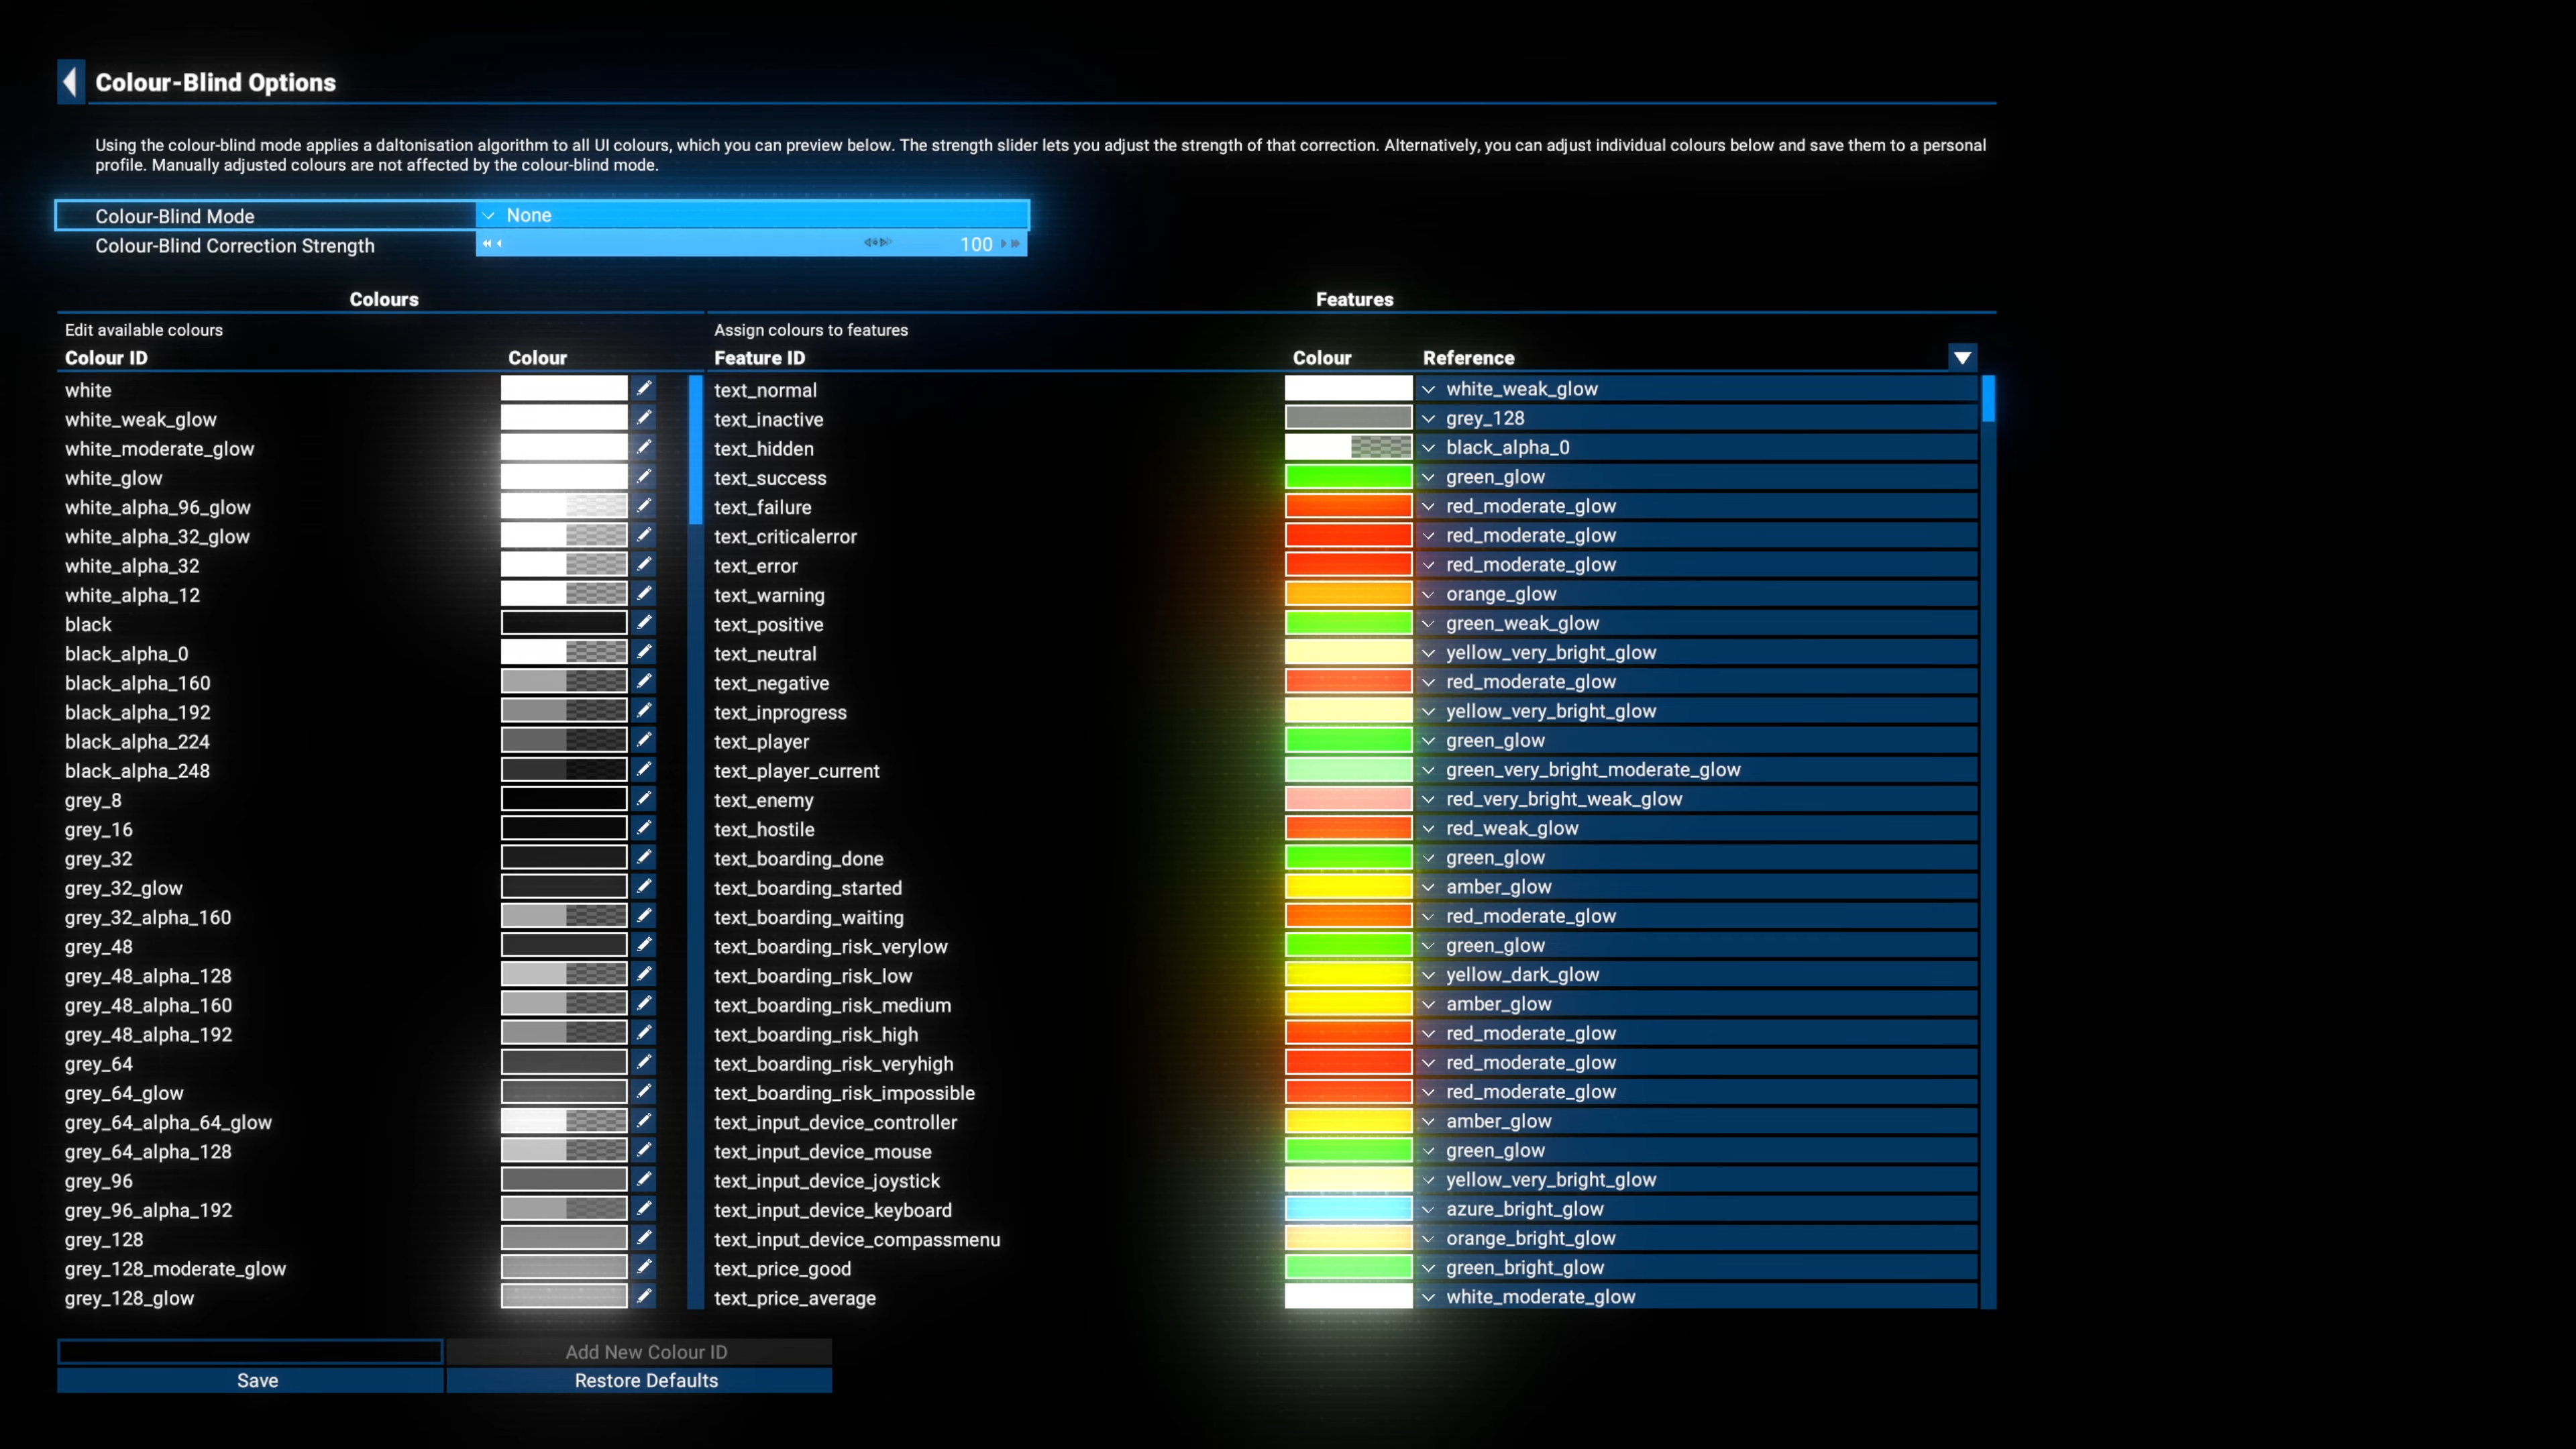 Colour-Blind Options
Using the colour-blind mode applies a daltonisation algorithm to all UI colours, which you can preview below. The strength slider lets you adjust the strength of that correction. Alternatively, you can adjust individual colours below and save them to a personal
profile. Manually adjusted colours are not affected by the colour-blind mode.
Colour-Blind Mode None
Colour-Blind Correction Strength 100
Colours
Edit available colours
Colour ID Colour
white
white_weak_glow
white_moderate_glow
white_glow
white_alpha_96_glow
white_alpha_32_glow
white_alpha_32
white_alpha_12
black
black_alpha_0
black_alpha_160
black_alpha_192
black_alpha_224
black_alpha_248
grey_8
grey_16
grey_32
grey_32_glow
grey_32_alpha_160
grey_48
grey_48_alpha_128
grey_48_alpha_160
grey_48_alpha_192
grey_64
grey_64_glow
grey_64_alpha_64_glow
grey_64_alpha_128
grey_96
grey_96_alpha_192
grey_128
grey_128_moderate_glow
grey_128_glow
Features
Assign colours to features
Feature ID Colour Reference
text_normal white_weak_glow
text_inactive grey_128
text_hidden black_alpha_0
text_success green_glow
text_failure red_moderate_glow
text_criticalerror red_moderate_glow
text_error red_moderate_glow
text_warning orange_glow
text_positive green_weak_glow
text_neutral yellow_very_bright_glow
text_negative red_moderate_glow
text_inprogress yellow_very_bright_glow
text_player green_glow
text_player_current green_very_bright_moderate_glow
text_enemy red_very_bright_weak_glow
text_hostile red_weak_glow
text_boarding_done green_glow
text_boarding_started amber_glow
text_boarding_waiting red_moderate_glow
text_boarding_risk_verylow green_glow
text_boarding_risk_low yellow_dark_glow
text_boarding_risk_medium amber_glow
text_boarding_risk_high red_moderate_glow
text_boarding_risk_veryhigh red_moderate_glow
text_boarding_risk_impossible red_moderate_glow
text_input_device_controller amber_glow
text_input_device_mouse green_glow
text_input_device_joystick yellow_very_bright_glow
text_input_device_keyboard azure_bright_glow
text_input_device_compassmenu orange_bright_glow
text_price_good green_bright_glow
text_price_average white_moderate_glow
Add New Colour ID
Save Restore Defaults